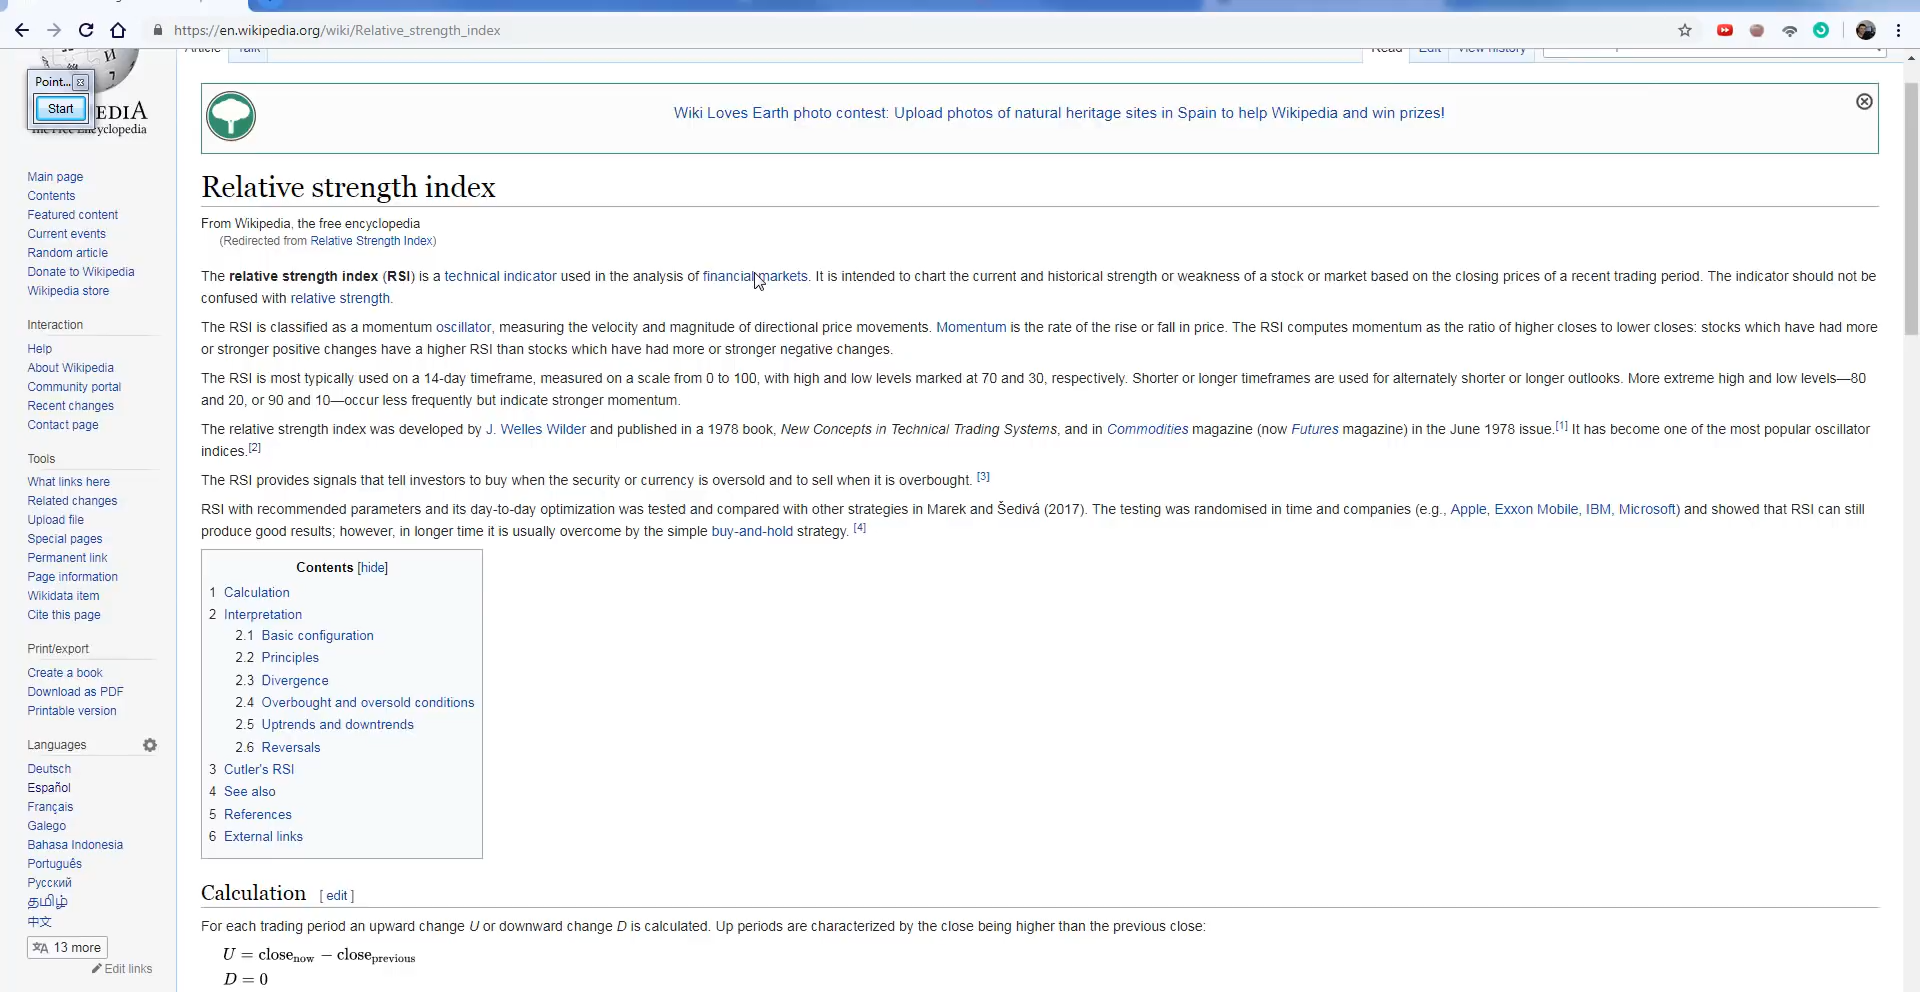 https://en.wikipedia.org/wiki/Relative_strength_index
Article Talk
Read Edit View history
Point...
Start
EDIA
The Free Encyclopedia
Wiki Loves Earth photo contest: Upload photos of natural heritage sites in Spain to help Wikipedia and win prizes!
Main page
Contents
Featured content
Current events
Random article
Donate to Wikipedia
Wikipedia store
Interaction
Help
About Wikipedia
Community portal
Recent changes
Contact page
Tools
What links here
Related changes
Upload file
Special pages
Permanent link
Page information
Wikidata item
Cite this page
Print/export
Create a book
Download as PDF
Printable version
Languages
Deutsch
Español
Français
Galego
Bahasa Indonesia
Português
Русский
தமிழ்
中文
13 more
Edit links
Relative strength index
From Wikipedia, the free encyclopedia
(Redirected from Relative Strength Index)
The relative strength index (RSI) is a technical indicator used in the analysis of financial markets. It is intended to chart the current and historical strength or weakness of a stock or market based on the closing prices of a recent trading period. The indicator should not be
confused with relative strength.
The RSI is classified as a momentum oscillator, measuring the velocity and magnitude of directional price movements. Momentum is the rate of the rise or fall in price. The RSI computes momentum as the ratio of higher closes to lower closes: stocks which have had more
or stronger positive changes have a higher RSI than stocks which have had more or stronger negative changes.
The RSI is most typically used on a 14-day timeframe, measured on a scale from 0 to 100, with high and low levels marked at 70 and 30, respectively. Shorter or longer timeframes are used for alternately shorter or longer outlooks. More extreme high and low levels—80
and 20, or 90 and 10—occur less frequently but indicate stronger momentum.
The relative strength index was developed by J. Welles Wilder and published in a 1978 book, New Concepts in Technical Trading Systems, and in Commodities magazine (now Futures magazine) in the June 1978 issue.[1] It has become one of the most popular oscillator
indices.[2]
The RSI provides signals that tell investors to buy when the security or currency is oversold and to sell when it is overbought. [3]
RSI with recommended parameters and its day-to-day optimization was tested and compared with other strategies in Marek and Šedivá (2017). The testing was randomised in time and companies (e.g., Apple, Exxon Mobile, IBM, Microsoft) and showed that RSI can still
produce good results; however, in longer time it is usually overcome by the simple buy-and-hold strategy. [4]
Contents [hide]
1 Calculation
2 Interpretation
2.1 Basic configuration
2.2 Principles
2.3 Divergence
2.4 Overbought and oversold conditions
2.5 Uptrends and downtrends
2.6 Reversals
3 Cutler's RSI
4 See also
5 References
6 External links
Calculation [ edit ]
For each trading period an upward change U or downward change D is calculated. Up periods are characterized by the close being higher than the previous close:
U = close_now − close_previous
D = 0